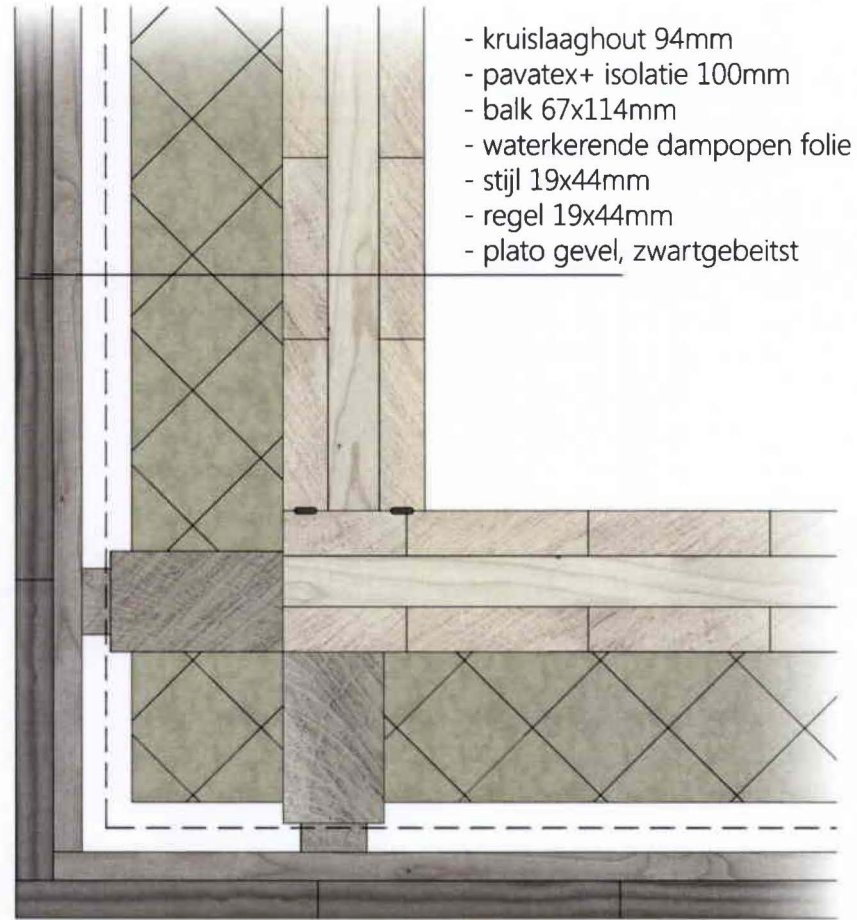 - kruislaaghout 94mm
- pavatex+ isolatie 100mm
- balk 67x114mm
- waterkerende dampopen folie
- stijl 19x44mm
- regel 19x44mm
- plato gevel, zwartgebeitst